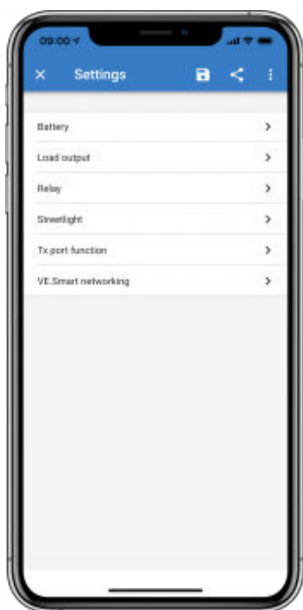 09:00
Settings
Battery
Load output
Relay
Streetlight
Tx port function
VE.Smart networking